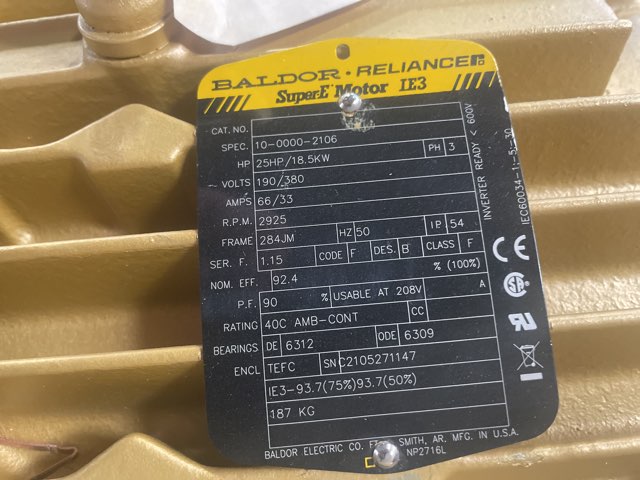 BALDOR • RELIANCE
Super-E Motor IE3
CAT. NO.
SPEC. 10-0000-2106
HP 25HP/18.5KW PH 3
VOLTS 190/380
AMPS 66/33
R.P.M. 2925
FRAME 284JM HZ 50 IP 54
SER. F. 1.15 CODE F DES. B CLASS F
NOM. EFF. 92.4 % (100%)
P.F. 90 % USABLE AT 208V A
RATING 40C AMB-CONT CC
BEARINGS DE 6312 ODE 6309
ENCL TEFC SN C2105271147
IE3-93.7(75%)93.7(50%)
187 KG
BALDOR ELECTRIC CO. SMITH, AR. MFG. IN U.S.A.
NP2716L
INVERTER READY < 600V
CE